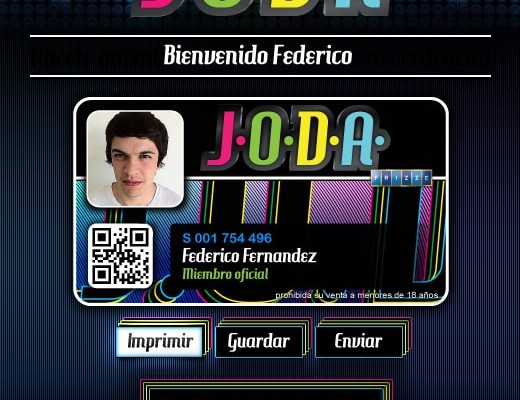 J·O·D·A·
Bienvenido Federico
J·O·D·A·
FRIZZE
S 001 754 496
Federico Fernandez
Miembro oficial
prohibida su venta a menores de 18 años
Imprimir Guardar Enviar